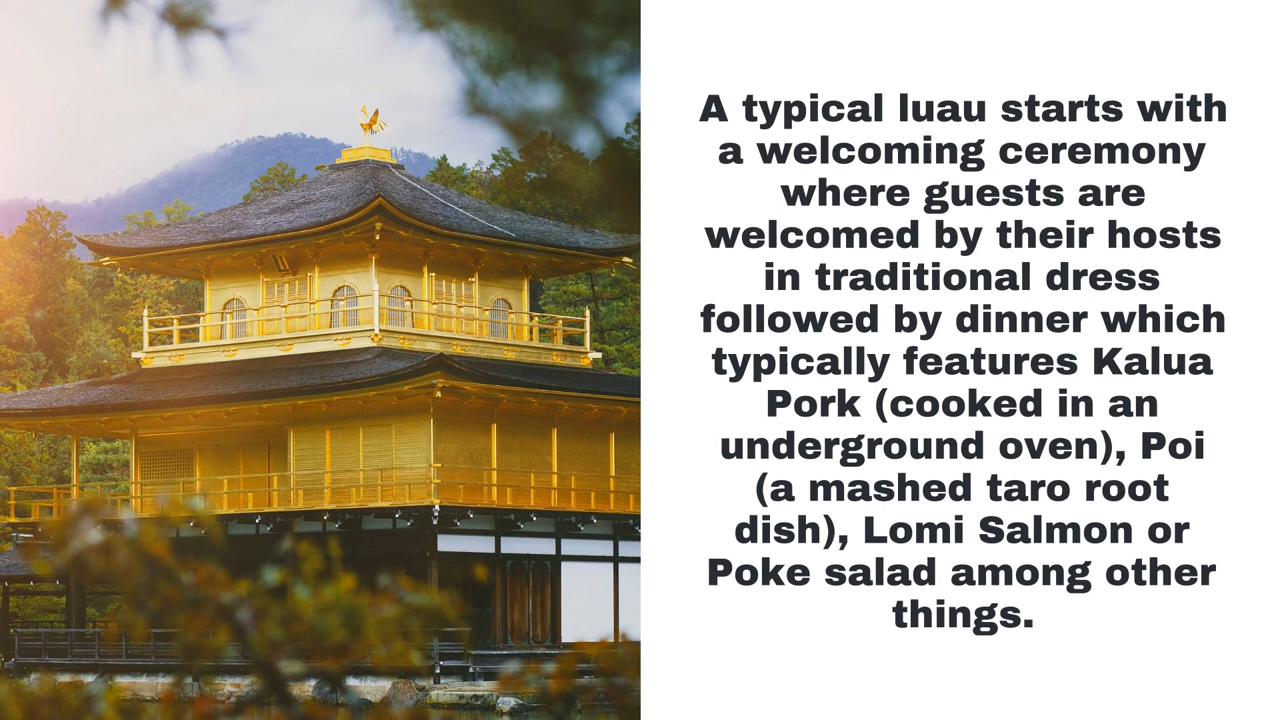 A typical luau starts with
a welcoming ceremony
where guests are
welcomed by their hosts
in traditional dress
followed by dinner which
typically features Kalua
Pork (cooked in an
underground oven), Poi
(a mashed taro root
dish), Lomi Salmon or
Poke salad among other
things.